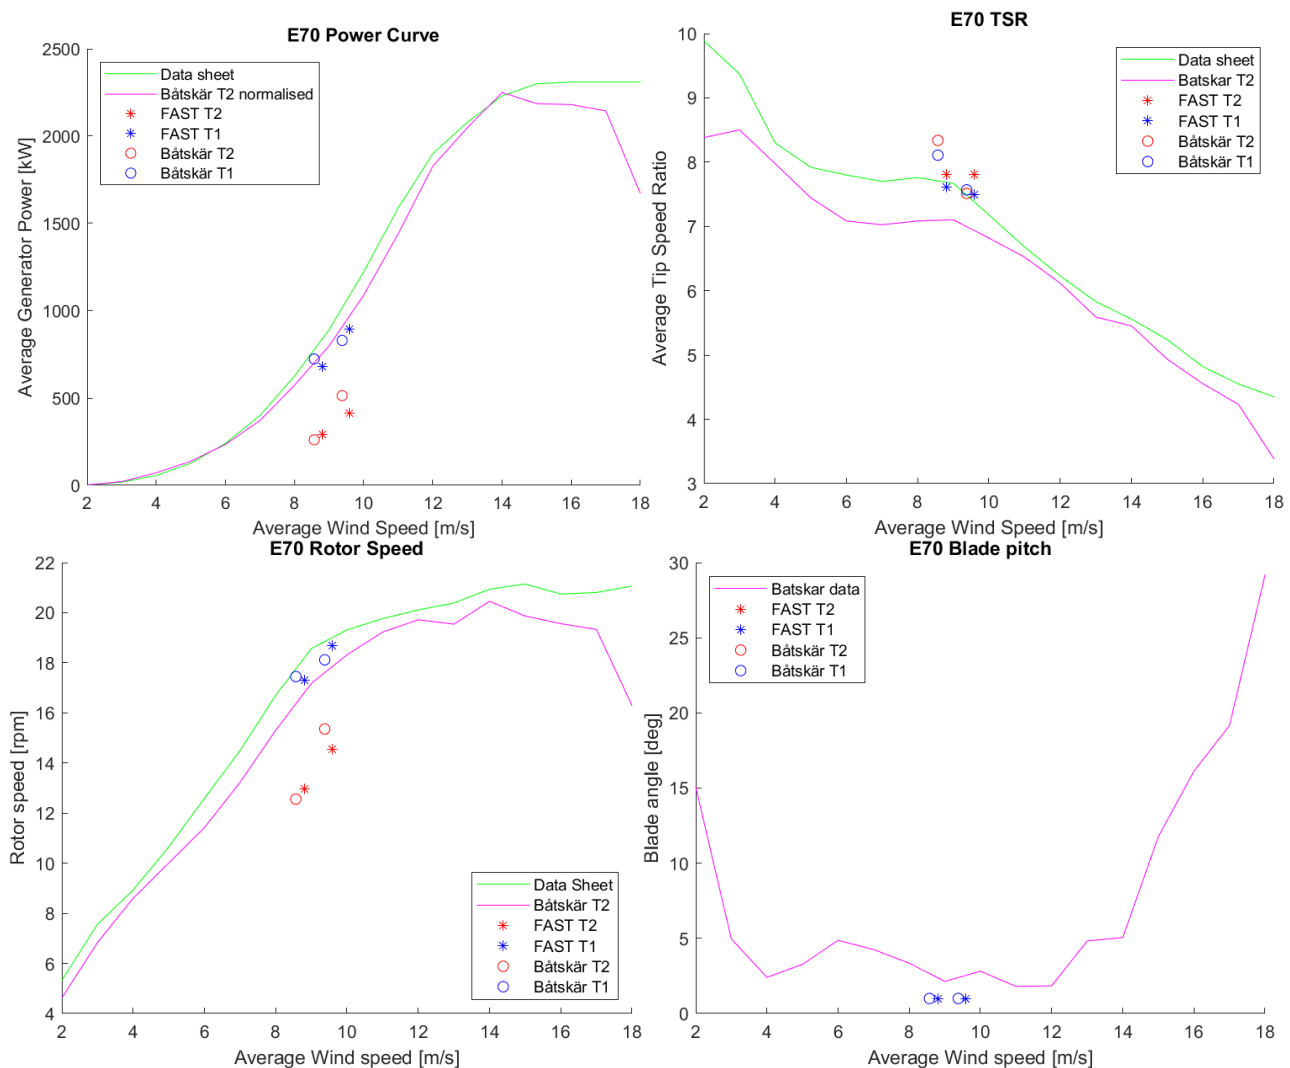 E70 Power Curve
2500
2000
1500
1000
500
0
Average Generator Power [kW]
Data sheet
Båtskär T2 normalised
FAST T2
FAST T1
Båtskär T2
Båtskär T1
2 4 6 8 10 12 14 16 18
Average Wind Speed [m/s]
E70 TSR
10
9
8
7
6
5
4
3
Average Tip Speed Ratio
Data sheet
Batskar T2
FAST T2
FAST T1
Båtskär T2
Båtskär T1
2 4 6 8 10 12 14 16 18
Average Wind Speed [m/s]
E70 Rotor Speed
22
20
18
16
14
12
10
8
6
4
Rotor speed [rpm]
Data Sheet
Båtskär T2
FAST T2
FAST T1
Båtskär T2
Båtskär T1
2 4 6 8 10 12 14 16 18
Average Wind speed [m/s]
E70 Blade pitch
30
25
20
15
10
5
0
Blade angle [deg]
Batskar data
FAST T2
FAST T1
Båtskär T2
Båtskär T1
2 4 6 8 10 12 14 16 18
Average Wind speed [m/s]